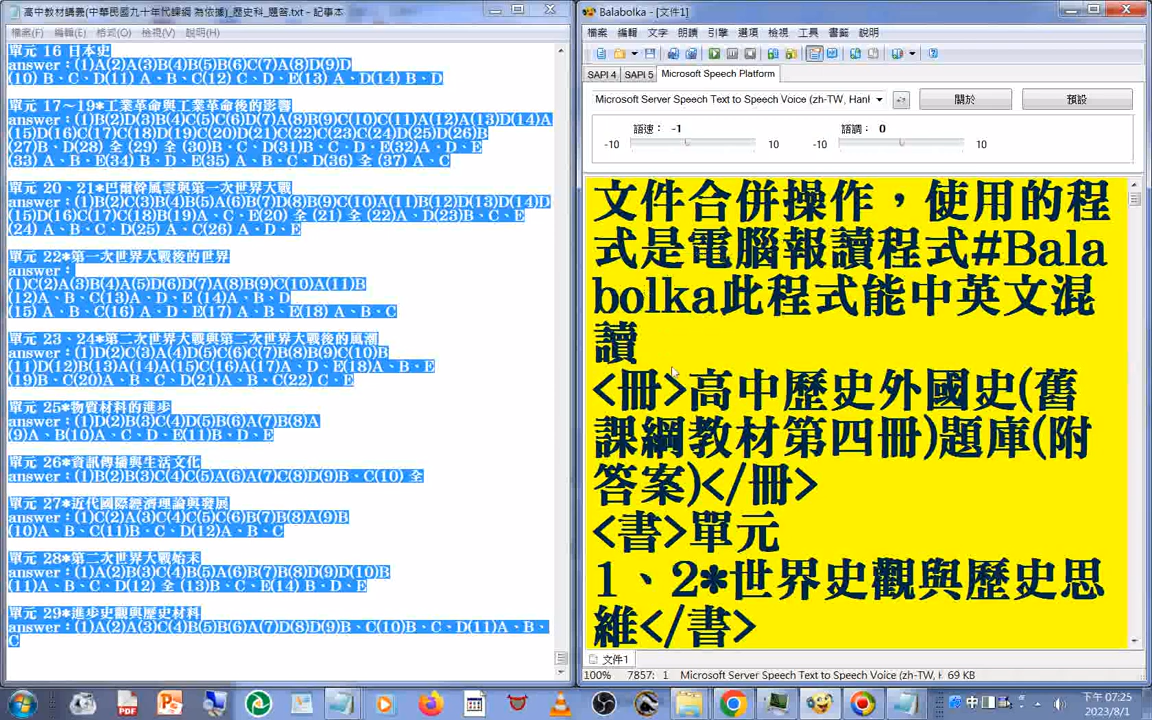 高中教材講義(中華民國九十年代課綱 為依據)_歷史科_題答.txt - 記事本
檔案(F) 編輯(E) 格式(O) 檢視(V) 說明(H)
單元 16 日本史
answer：(1)A(2)A(3)B(4)B(5)B(6)C(7)A(8)D(9)D
(10) B、C、D(11) A、B、C(12) C、D、E(13) A、D(14) B、D
單元 17～19*工業革命與工業革命後的影響
answer：(1)B(2)D(3)B(4)C(5)C(6)D(7)A(8)B(9)C(10)C(11)A(12)A(13)D(14)A
(15)D(16)C(17)C(18)D(19)C(20)D(21)C(22)C(23)C(24)D(25)D(26)B
(27)B、D(28) 全 (29) 全 (30)B、C、D(31)B、C、D、E(32)A、D、E
(33) A、B、E(34) B、D、E(35) A、B、C、D(36) 全 (37) A、C
單元 20、21*巴爾幹風雲與第一次世界大戰
answer：(1)B(2)C(3)B(4)B(5)A(6)B(7)D(8)B(9)C(10)A(11)B(12)D(13)D(14)D
(15)D(16)C(17)C(18)B(19)A、C、E(20) 全 (21) 全 (22)A、D(23)B、C、E
(24) A、B、C、D(25) A、C(26) A、D、E
單元 22*第一次世界大戰後的世界
answer：
(1)C(2)A(3)B(4)A(5)D(6)D(7)A(8)B(9)C(10)A(11)B
(12)A、B、C(13)A、D、E (14)A、B、D
(15) A、B、C(16) A、D、E(17) A、B、E(18) A、B、C
單元 23、24*第二次世界大戰與第二次世界大戰後的風潮
answer：(1)D(2)C(3)A(4)D(5)C(6)C(7)B(8)B(9)C(10)B
(11)D(12)B(13)A(14)A(15)A(16)C(17)A、D、E(18)A、B、E
(19)B、C(20)A、B、C、D(21)A、B、C(22) C、E
單元 25*物質材料的進步
answer：(1)D(2)B(3)C(4)D(5)C(6)A(7)B(8)A
(9)A、B(10)A、C、D、E(11)B、D、E
單元 26*資訊傳播與生活文化
answer：(1)B(2)B(3)C(4)C(5)A(6)A(7)C(8)D(9)B、C(10) 全
單元 27*近代國際經濟理論與發展
answer：(1)C(2)A(3)C(4)C(5)C(6)B(7)B(8)A(9)B
(10)A、B、C(11)B、C、D(12)A、B、C
單元 28*第二次世界大戰始末
answer：(1)A(2)B(3)C(4)B(5)A(6)B(7)B(8)D(9)D(10)B
(11)A、B、C、D(12) 全 (13)B、C、E(14) B、D、E
單元 29*進步史觀與歷史材料
answer：(1)A(2)A(3)C(4)B(5)B(6)A(7)D(8)D(9)B、C(10)B、C、D(11)A、B、
C
Balabolka - [文件1]
檔案 編輯 文字 朗讀 引擎 選項 檢視 工具 書籤 說明
SAPI 4 SAPI 5 Microsoft Speech Platform
Microsoft Server Speech Text to Speech Voice (zh-TW, Hanl 關於 預設
語速： -1 語調： 0
-10 10 -10 10
文件合併操作，使用的程
式是電腦報讀程式#Bala
bolka此程式能中英文混
讀
<冊>高中歷史外國史(舊
課綱教材第四冊)題庫(附
答案)</冊>
<書>單元
1、2*世界史觀與歷史思
維</書>
文件1
100% 7857: 1 Microsoft Server Speech Text to Speech Voice (zh-TW, H 69 KB
PDF
中
下午 07:25
2023/8/1